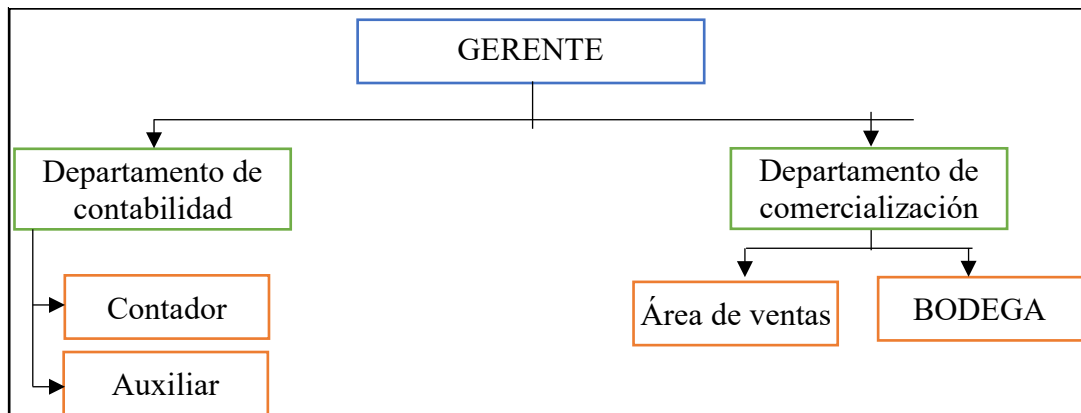 GERENTE
Departamento de
contabilidad
Departamento de
comercialización
Contador
Auxiliar
Área de ventas
BODEGA